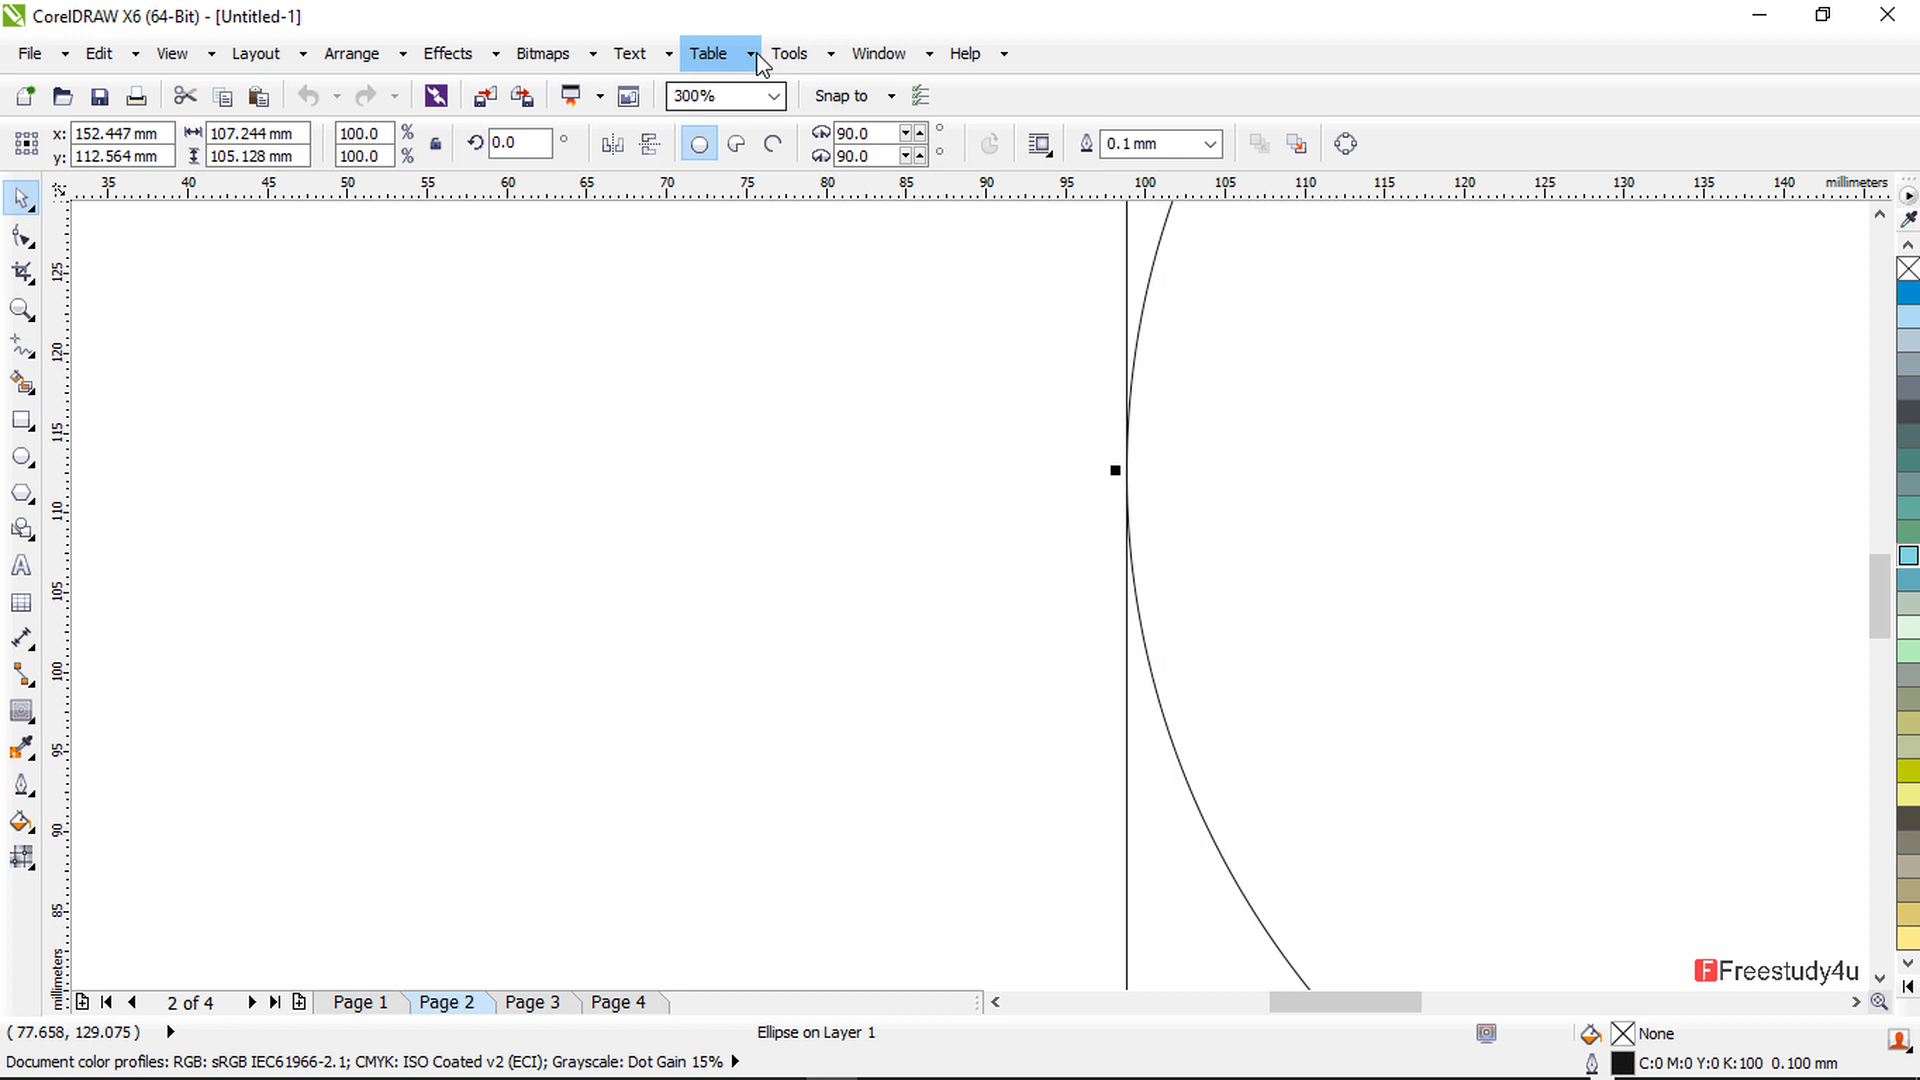 CorelDRAW X6 (64-Bit) - [Untitled-1]
File Edit View Layout Arrange Effects Bitmaps Text Table Tools Window Help
300% Snap to
x: 152.447 mm 107.244 mm 100.0 % 0.0 ° 90.0 ° 0.1 mm
y: 112.564 mm 105.128 mm 100.0 % 90.0 °
35 40 45 50 55 60 65 70 75 80 85 90 95 100 105 110 115 120 125 130 135 140 millimeters
125
120
115
110
105
100
95
90
85
millimeters
Freestudy4u
2 of 4 Page 1 Page 2 Page 3 Page 4
( 77.658, 129.075 ) Ellipse on Layer 1 None
Document color profiles: RGB: sRGB IEC61966-2.1; CMYK: ISO Coated v2 (ECI); Grayscale: Dot Gain 15% C:0 M:0 Y:0 K:100 0.100 mm